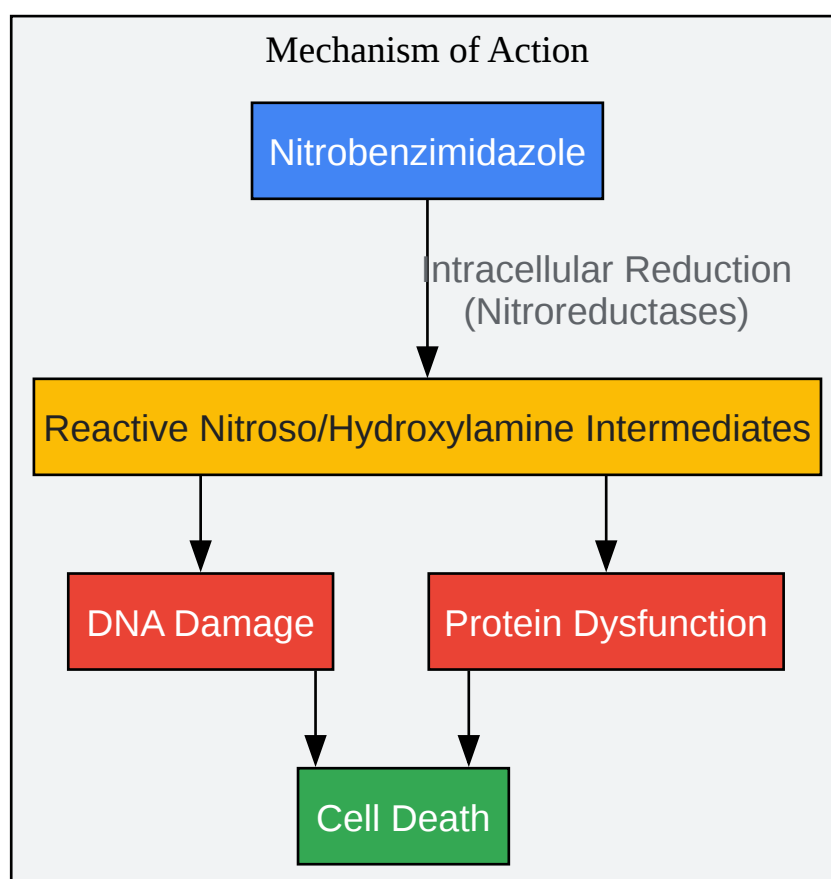 Mechanism of Action
Nitrobenzimidazole
Intracellular Reduction
(Nitroreductases)
Reactive Nitroso/Hydroxylamine Intermediates
DNA Damage
Protein Dysfunction
Cell Death